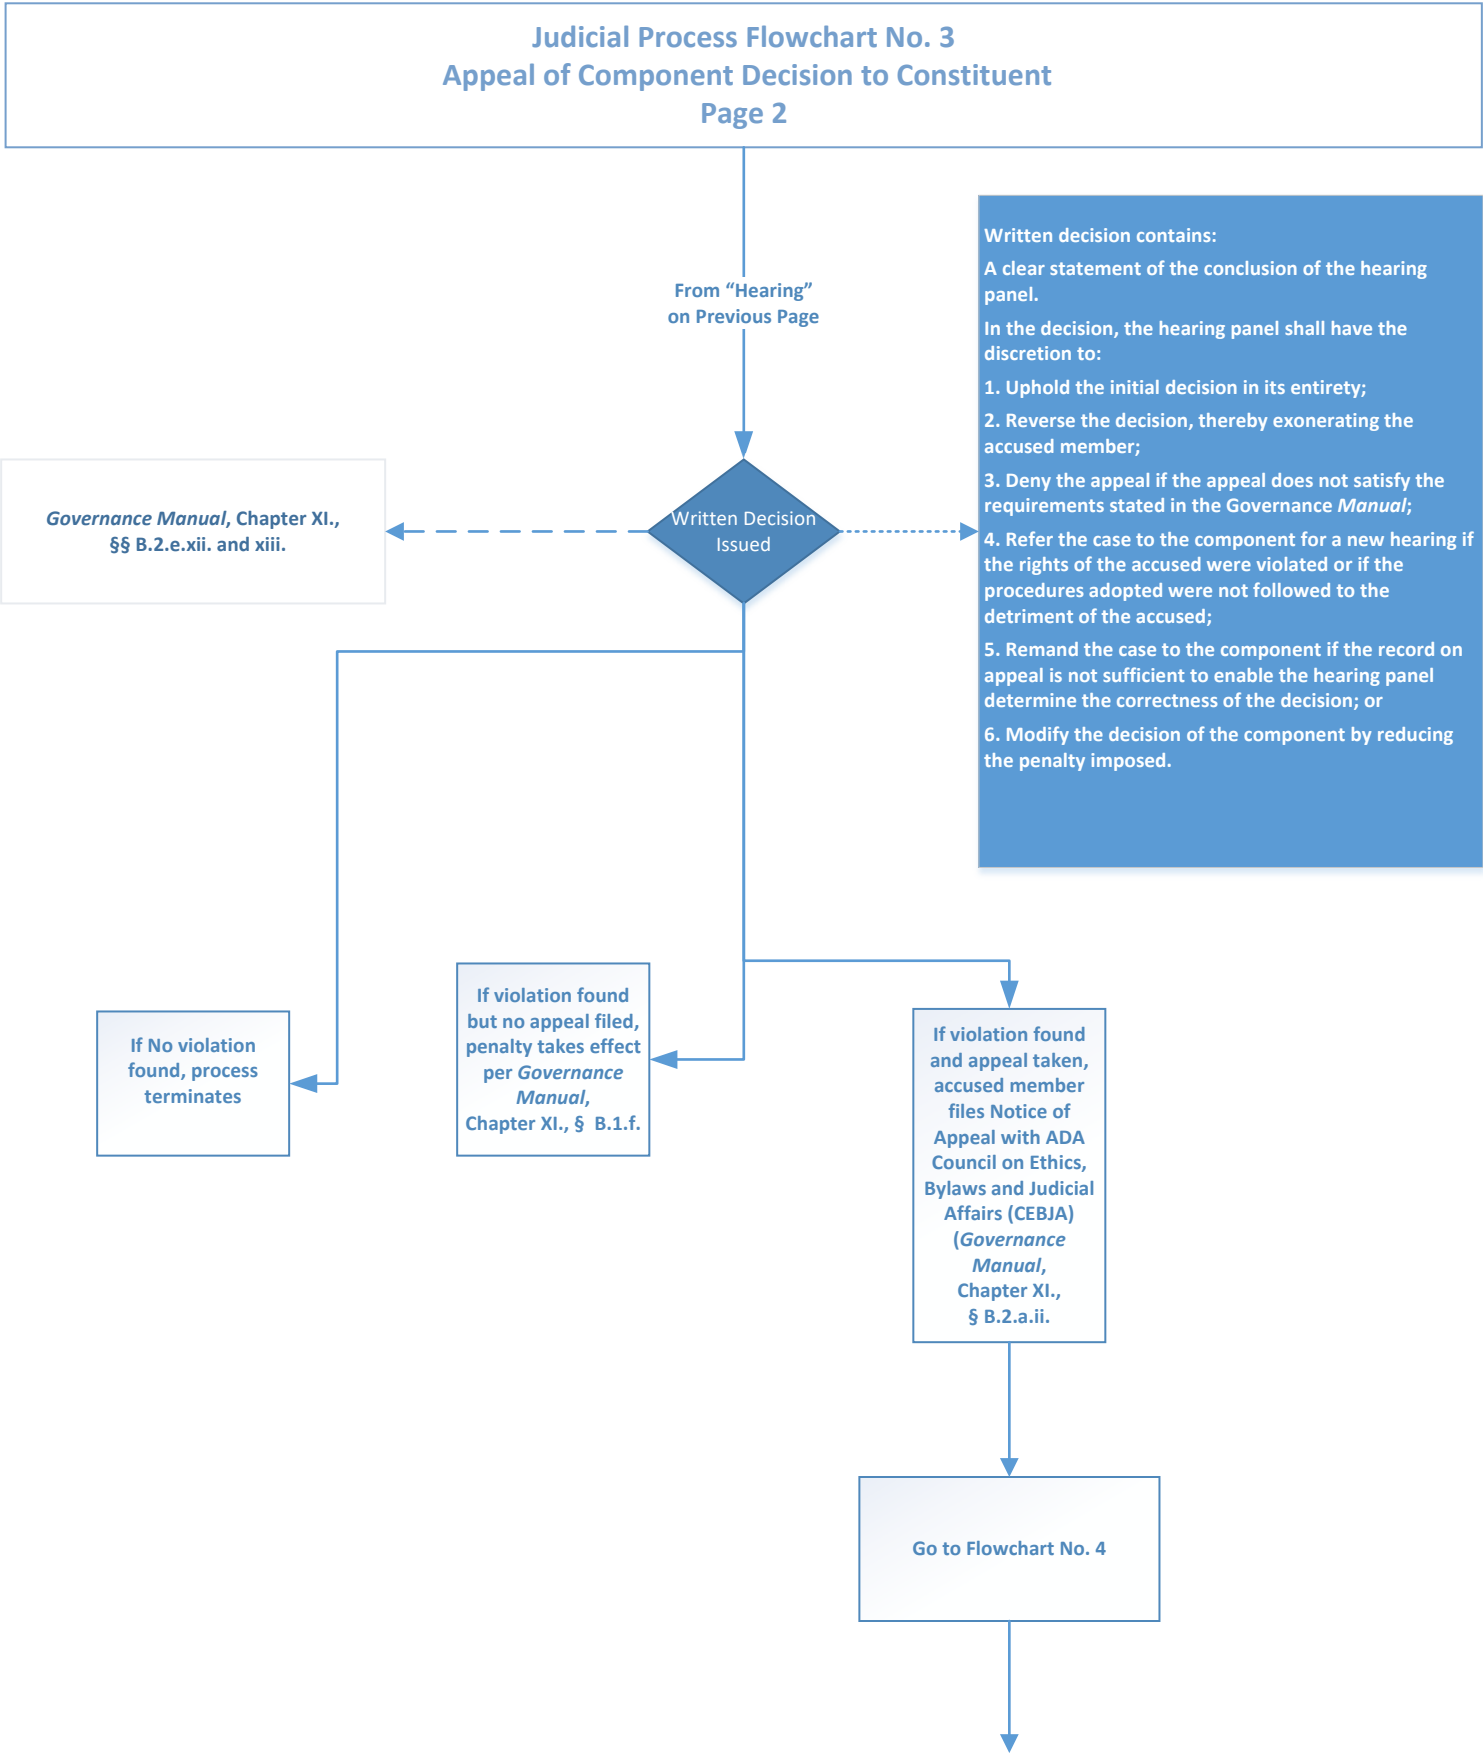 Judicial Process Flowchart No. 3
Appeal of Component Decision to Constituent
Page 2
From “Hearing”
on Previous Page
Written decision contains:
A clear statement of the conclusion of the hearing
panel.
In the decision, the hearing panel shall have the
discretion to:
1. Uphold the initial decision in its entirety;
2. Reverse the decision, thereby exonerating the
accused member;
3. Deny the appeal if the appeal does not satisfy the
requirements stated in the Governance Manual;
4. Refer the case to the component for a new hearing if
the rights of the accused were violated or if the
procedures adopted were not followed to the
detriment of the accused;
5. Remand the case to the component if the record on
appeal is not sufficient to enable the hearing panel
determine the correctness of the decision; or
6. Modify the decision of the component by reducing
the penalty imposed.
Governance Manual, Chapter XI.,
§§ B.2.e.xii. and xiii.
Written Decision
Issued
If No violation
found, process
terminates
If violation found
but no appeal filed,
penalty takes effect
per Governance
Manual,
Chapter XI., § B.1.f.
If violation found
and appeal taken,
accused member
files Notice of
Appeal with ADA
Council on Ethics,
Bylaws and Judicial
Affairs (CEBJA)
(Governance
Manual,
Chapter XI.,
§ B.2.a.ii.
Go to Flowchart No. 4